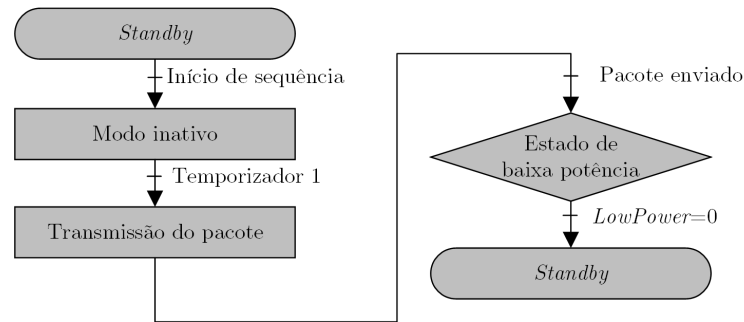 Standby
Início de sequência
Modo inativo
Temporizador 1
Transmissão do pacote
Pacote enviado
Estado de
baixa potência
LowPower=0
Standby